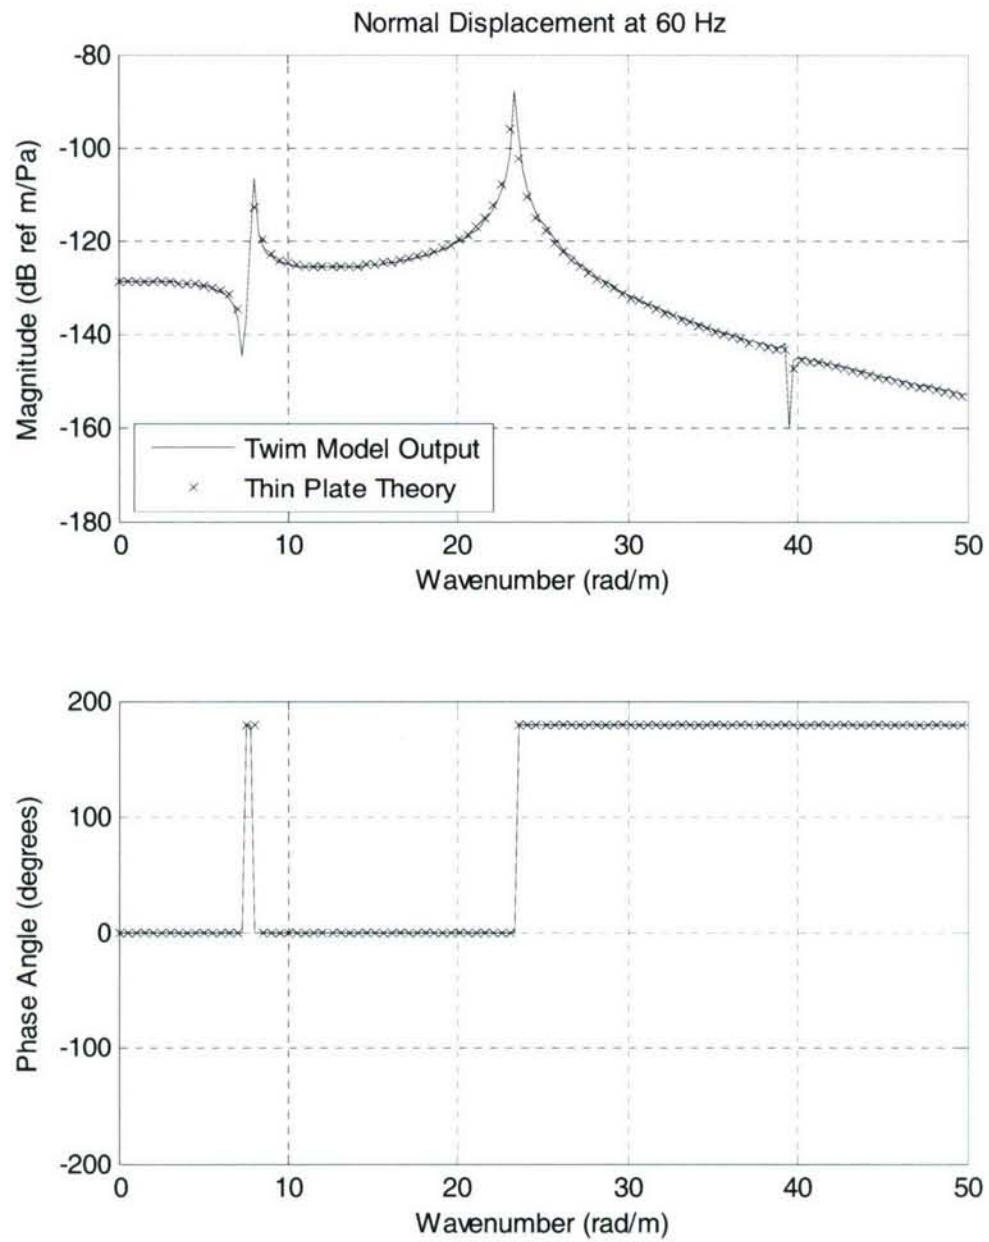 Normal Displacement at 60 Hz
Magnitude (dB ref m/Pa)
-80
-100
-120
-140
-160
-180
Twim Model Output
× Thin Plate Theory
0 10 20 30 40 50
Wavenumber (rad/m)
Phase Angle (degrees)
200
100
0
-100
-200
0 10 20 30 40 50
Wavenumber (rad/m)